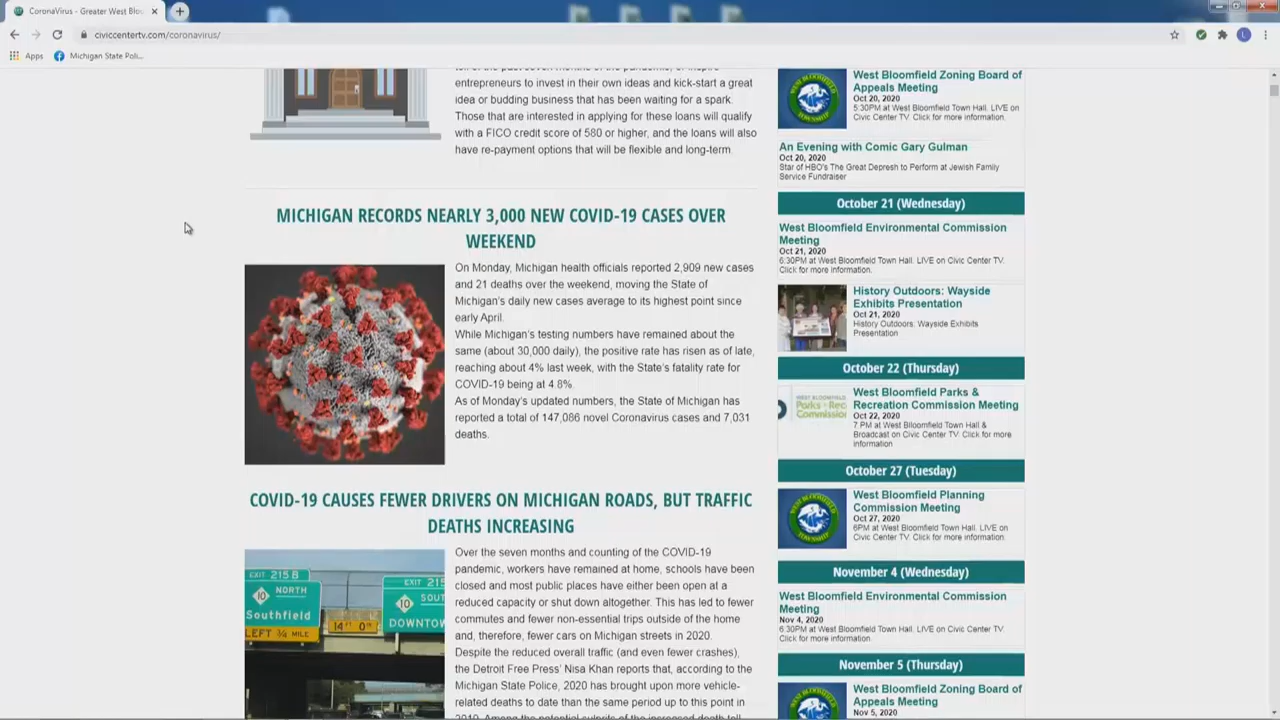 CoronaVirus - Greater West Blo
civiccentertv.com/coronavirus/
Apps
Michigan State Poli...
entrepreneurs to invest in their own ideas and kick-start a great
idea or budding business that has been waiting for a spark.
Those that are interested in applying for these loans will qualify
with a FICO credit score of 580 or higher, and the loans will also
have re-payment options that will be flexible and long-term.
MICHIGAN RECORDS NEARLY 3,000 NEW COVID-19 CASES OVER
WEEKEND
On Monday, Michigan health officials reported 2,909 new cases
and 21 deaths over the weekend, moving the State of
Michigan's daily new cases average to its highest point since
early April.
While Michigan's testing numbers have remained about the
same (about 30,000 daily), the positive rate has risen as of late,
reaching about 4% last week, with the State's fatality rate for
COVID-19 being at 4.8%.
As of Monday's updated numbers, the State of Michigan has
reported a total of 147,086 novel Coronavirus cases and 7,031
deaths.
COVID-19 CAUSES FEWER DRIVERS ON MICHIGAN ROADS, BUT TRAFFIC
DEATHS INCREASING
EXIT 215 B
10 NORTH
Southfield
LEFT 3/4 MILE
14 FT 0 IN
EXIT 215
10 SOUT
DOWNTOW
Over the seven months and counting of the COVID-19
pandemic, workers have remained at home, schools have been
closed and most public places have either been open at a
reduced capacity or shut down altogether. This has led to fewer
commutes and fewer non-essential trips outside of the home
and, therefore, fewer cars on Michigan streets in 2020.
Despite the reduced overall traffic (and even fewer crashes),
the Detroit Free Press' Nisa Khan reports that, according to the
Michigan State Police, 2020 has brought upon more vehicle-
related deaths to date than the same period up to this point in
West Bloomfield Zoning Board of
Appeals Meeting
Oct 20, 2020
5:30PM at West Bloomfield Town Hall. LIVE on
Civic Center TV. Click for more information.
An Evening with Comic Gary Gulman
Oct 20, 2020
Star of HBO's The Great Depresh to Perform at Jewish Family
Service Fundraiser
October 21 (Wednesday)
West Bloomfield Environmental Commission
Meeting
Oct 21, 2020
6:30PM at West Bloomfield Town Hall. LIVE on Civic Center TV.
Click for more information.
History Outdoors: Wayside
Exhibits Presentation
Oct 21, 2020
History Outdoors: Wayside Exhibits
Presentation
October 22 (Thursday)
WEST BLOOMFIELD
Parks & Rec
Commission
West Bloomfield Parks &
Recreation Commission Meeting
Oct 22, 2020
7 PM at West Bloomfield Town Hall &
Broadcast on Civic Center TV. Click for more
information
October 27 (Tuesday)
West Bloomfield Planning
Commission Meeting
Oct 27, 2020
6PM at West Bloomfield Town Hall. LIVE on
Civic Center TV. Click for more information.
November 4 (Wednesday)
West Bloomfield Environmental Commission
Meeting
Nov 4, 2020
6:30PM at West Bloomfield Town Hall. LIVE on Civic Center TV.
Click for more information.
November 5 (Thursday)
West Bloomfield Zoning Board of
Appeals Meeting
Nov 5, 2020